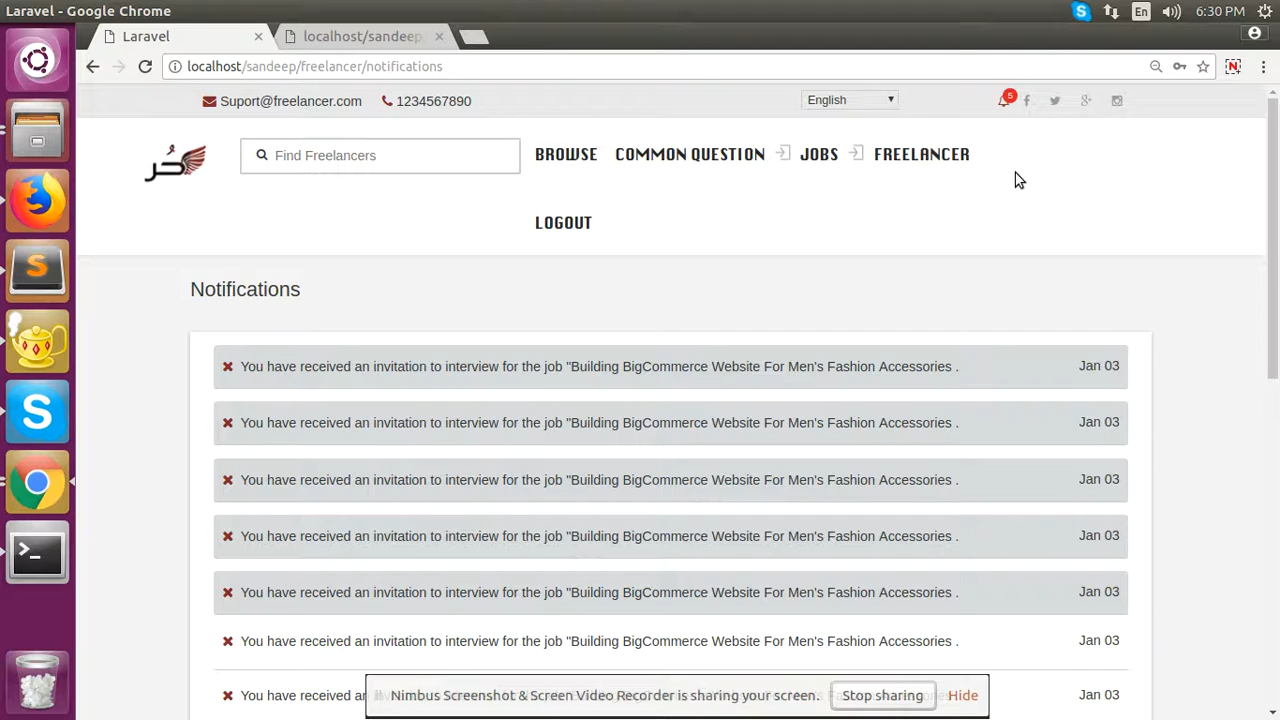 Laravel - Google Chrome
En
6:30 PM
Laravel
localhost/sandeep
localhost/sandeep/freelancer/notifications
N
Suport@freelancer.com
1234567890
English
5
حُر
Find Freelancers
BROWSE
COMMON QUESTION
JOBS
FREELANCER
LOGOUT
Notifications
You have received an invitation to interview for the job "Building BigCommerce Website For Men's Fashion Accessories . Jan 03
You have received an invitation to interview for the job "Building BigCommerce Website For Men's Fashion Accessories . Jan 03
You have received an invitation to interview for the job "Building BigCommerce Website For Men's Fashion Accessories . Jan 03
You have received an invitation to interview for the job "Building BigCommerce Website For Men's Fashion Accessories . Jan 03
You have received an invitation to interview for the job "Building BigCommerce Website For Men's Fashion Accessories . Jan 03
You have received an invitation to interview for the job "Building BigCommerce Website For Men's Fashion Accessories . Jan 03
You have received an Jan 03
Nimbus Screenshot & Screen Video Recorder is sharing your screen.
Stop sharing
Hide